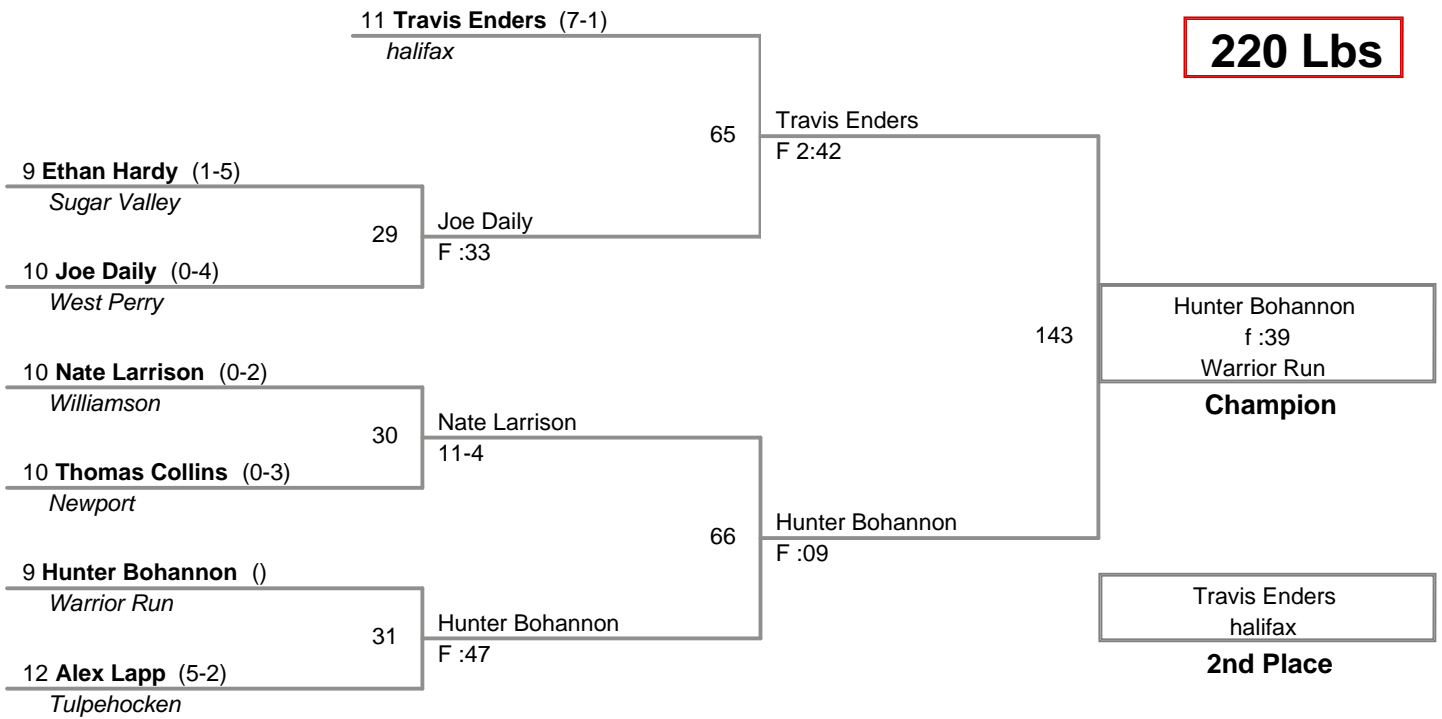 11 Travis Enders (7-1)
halifax
220 Lbs
65
Travis Enders
F 2:42
9 Ethan Hardy (1-5)
Sugar Valley
29
Joe Daily
F :33
10 Joe Daily (0-4)
West Perry
143
Hunter Bohannon
f :39
Warrior Run
Champion
10 Nate Larrison (0-2)
Williamson
30
Nate Larrison
11-4
10 Thomas Collins (0-3)
Newport
66
Hunter Bohannon
F :09
9 Hunter Bohannon ()
Warrior Run
31
Hunter Bohannon
F :47
12 Alex Lapp (5-2)
Tulpehocken
Travis Enders
halifax
2nd Place